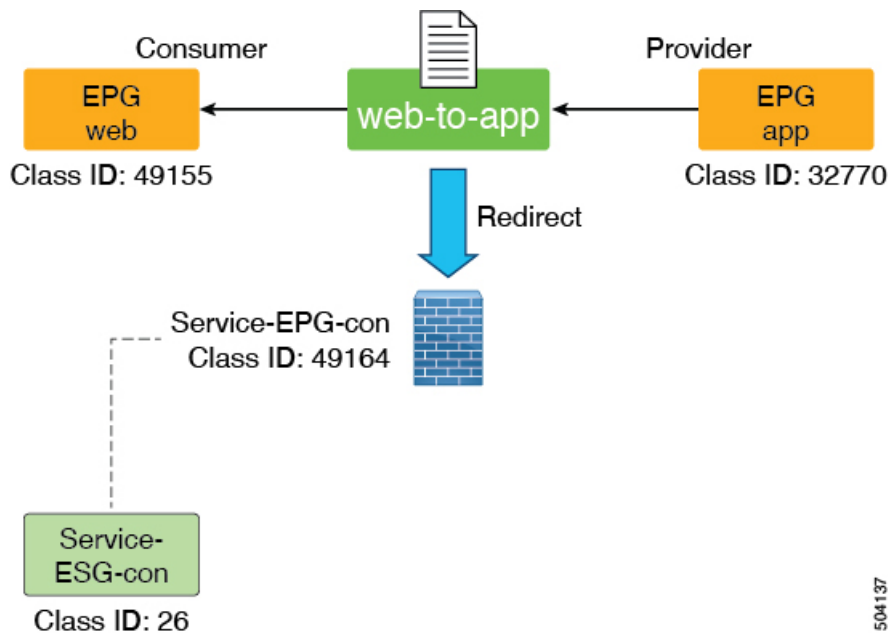 Consumer
Provider
EPG
web
web-to-app
EPG
app
Class ID: 49155
Class ID: 32770
Redirect
Service-EPG-con
Class ID: 49164
Service-
ESG-con
Class ID: 26
504137